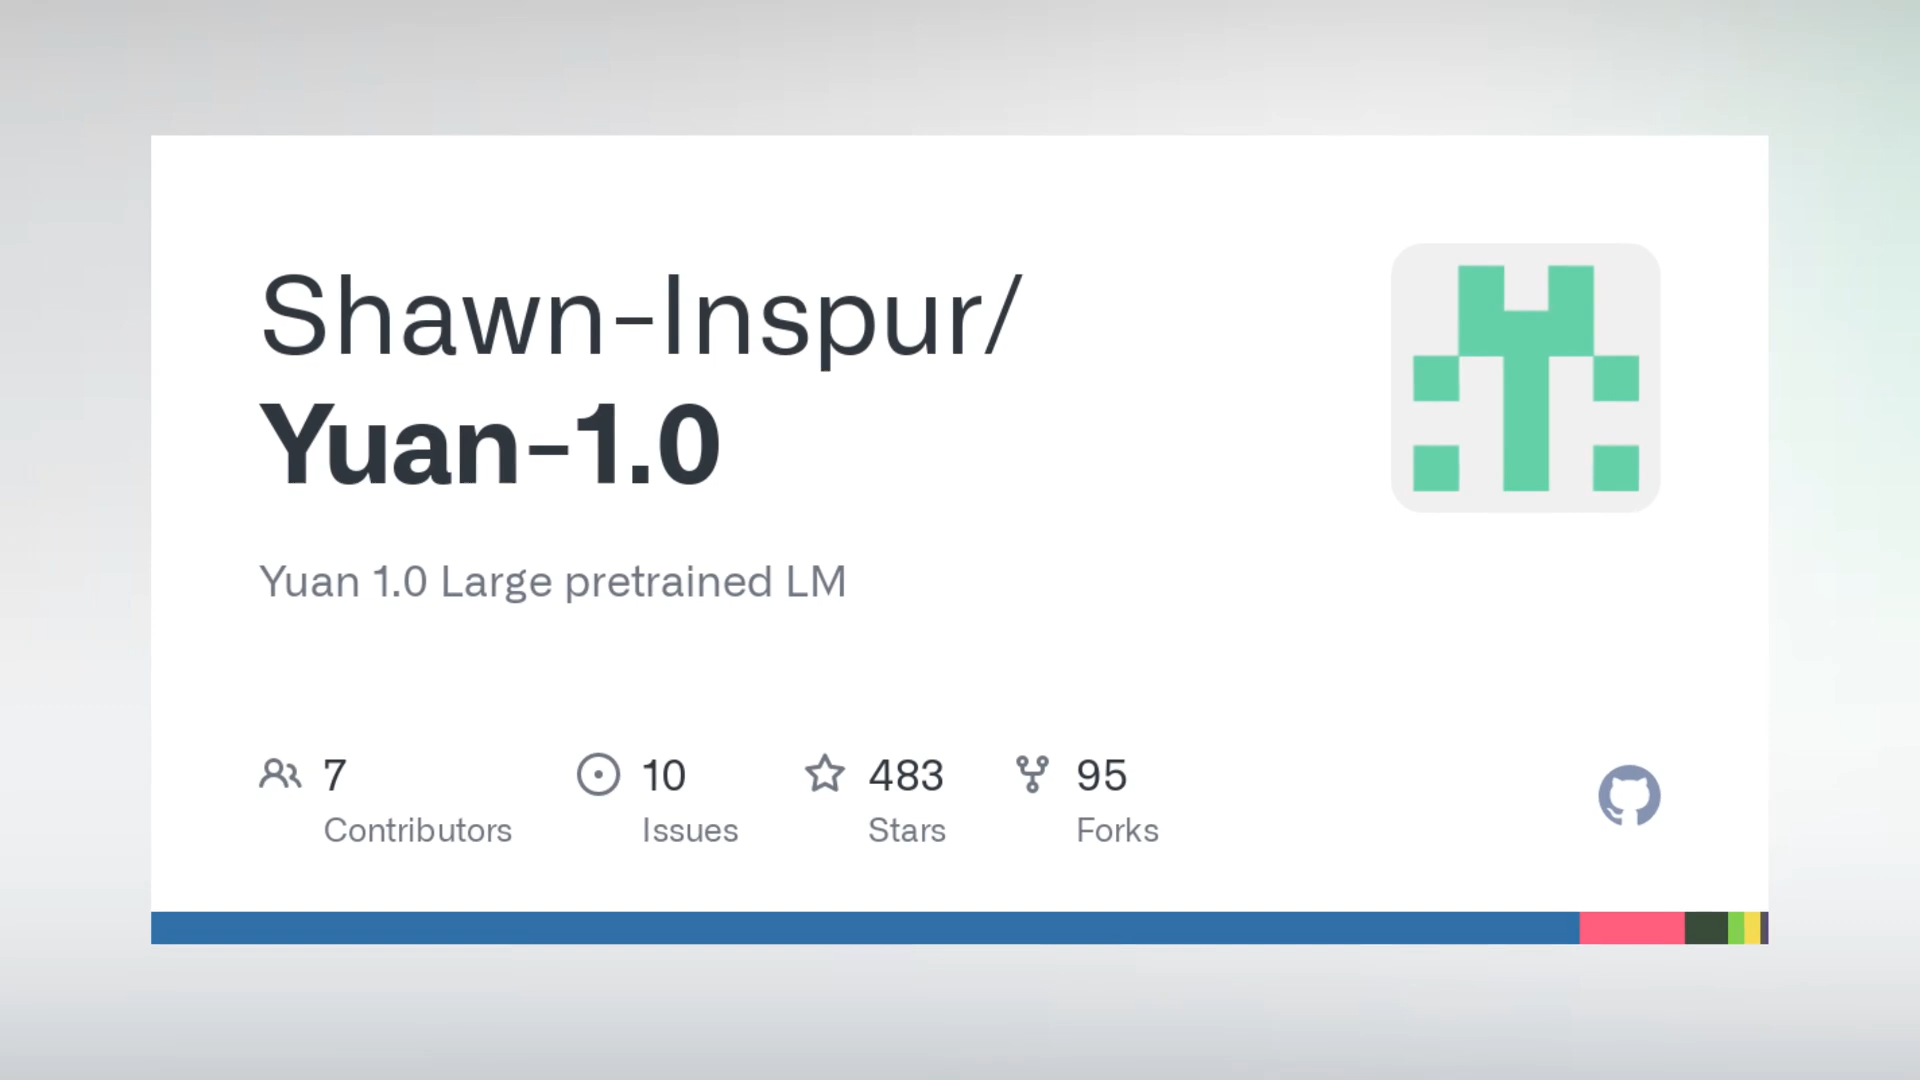 Shawn-Inspur/
Yuan-1.0
Yuan 1.0 Large pretrained LM
7 10 483 95
Contributors Issues Stars Forks